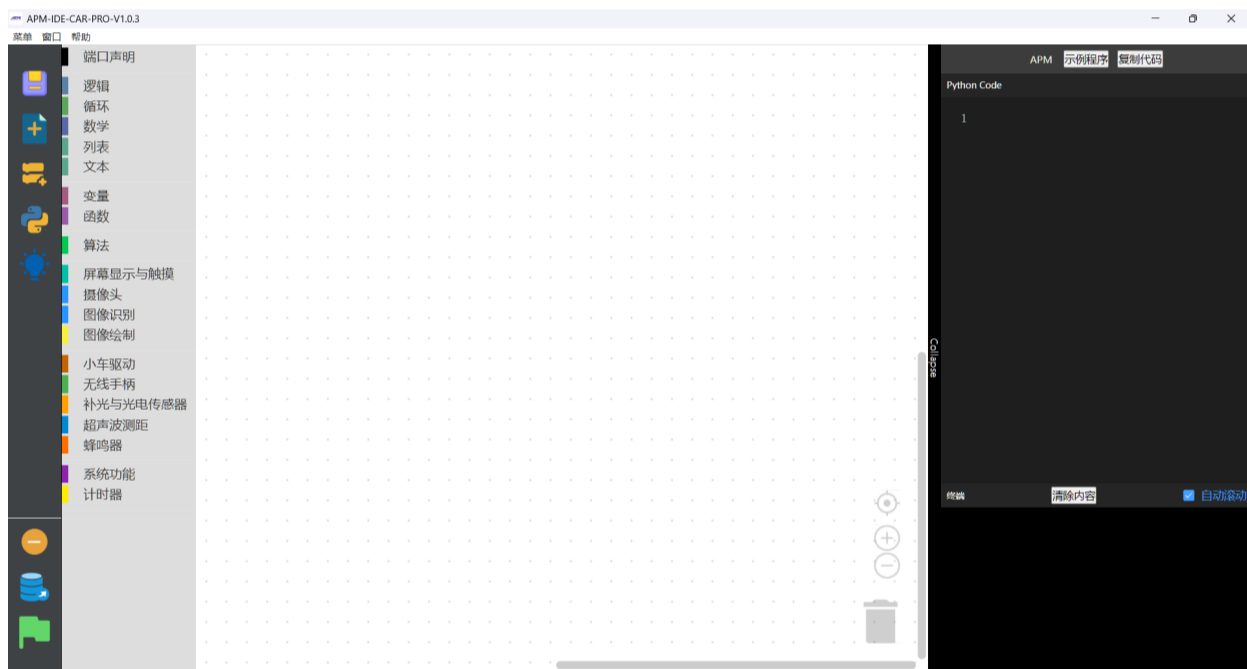 APM-IDE-CAR-PRO-V1.0.3
菜单 窗口 帮助
端口声明
逻辑
循环
数学
列表
文本
变量
函数
算法
屏幕显示与触摸
摄像头
图像识别
图像绘制
小车驱动
无线手柄
补光与光电传感器
超声波测距
蜂鸣器
系统功能
计时器
Collapse
APM 示例程序 复制代码
Python Code
1
终端 清除内容 自动滚动